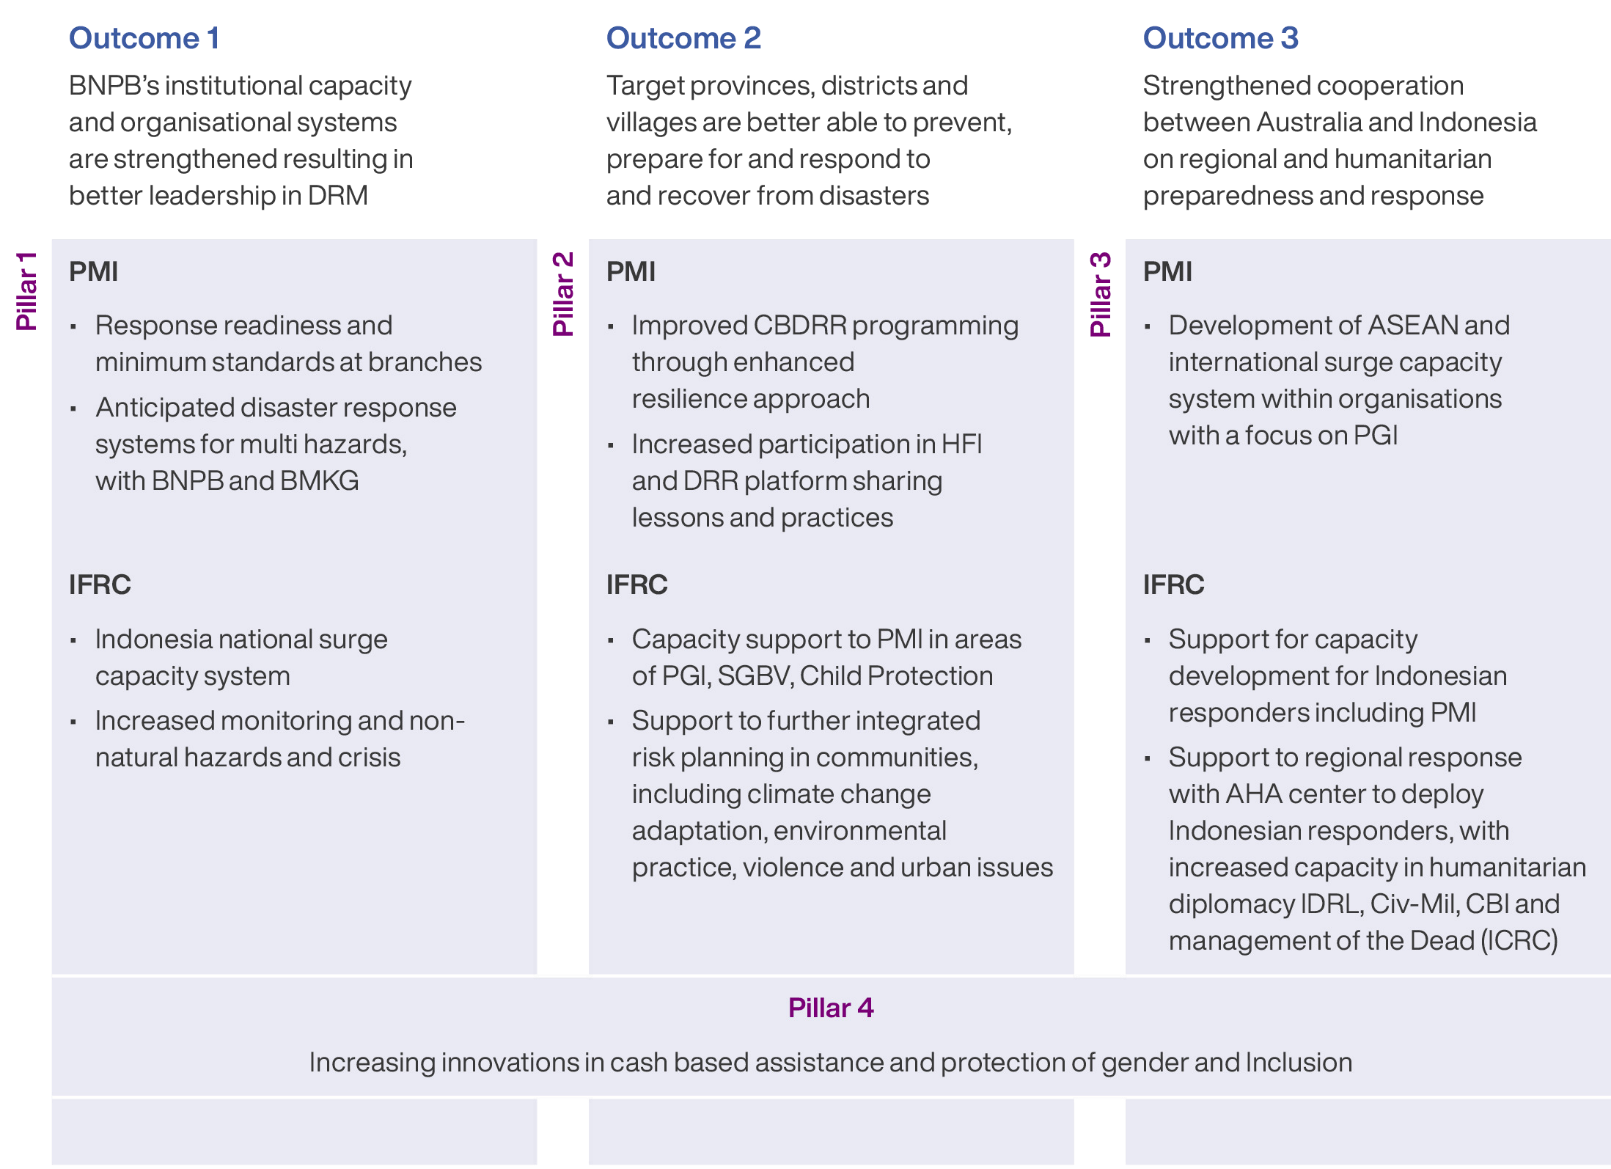 Outcome 1
BNPB's institutional capacity
and organisational systems
are strengthened resulting in
better leadership in DRM
Pillar 1
PMI
· Response readiness and
minimum standards at branches
· Anticipated disaster response
systems for multi hazards,
with BNPB and BMKG
IFRC
· Indonesia national surge
capacity system
· Increased monitoring and non-
natural hazards and crisis
Outcome 2
Target provinces, districts and
villages are better able to prevent,
prepare for and respond to
and recover from disasters
Pillar 2
PMI
· Improved CBDRR programming
through enhanced
resilience approach
· Increased participation in HFI
and DRR platform sharing
lessons and practices
IFRC
· Capacity support to PMI in areas
of PGI, SGBV, Child Protection
· Support to further integrated
risk planning in communities,
including climate change
adaptation, environmental
practice, violence and urban issues
Outcome 3
Strengthened cooperation
between Australia and Indonesia
on regional and humanitarian
preparedness and response
Pillar 3
PMI
· Development of ASEAN and
international surge capacity
system within organisations
with a focus on PGI
IFRC
· Support for capacity
development for Indonesian
responders including PMI
· Support to regional response
with AHA center to deploy
Indonesian responders, with
increased capacity in humanitarian
diplomacy IDRL, Civ-Mil, CBI and
management of the Dead (ICRC)
Pillar 4
Increasing innovations in cash based assistance and protection of gender and Inclusion